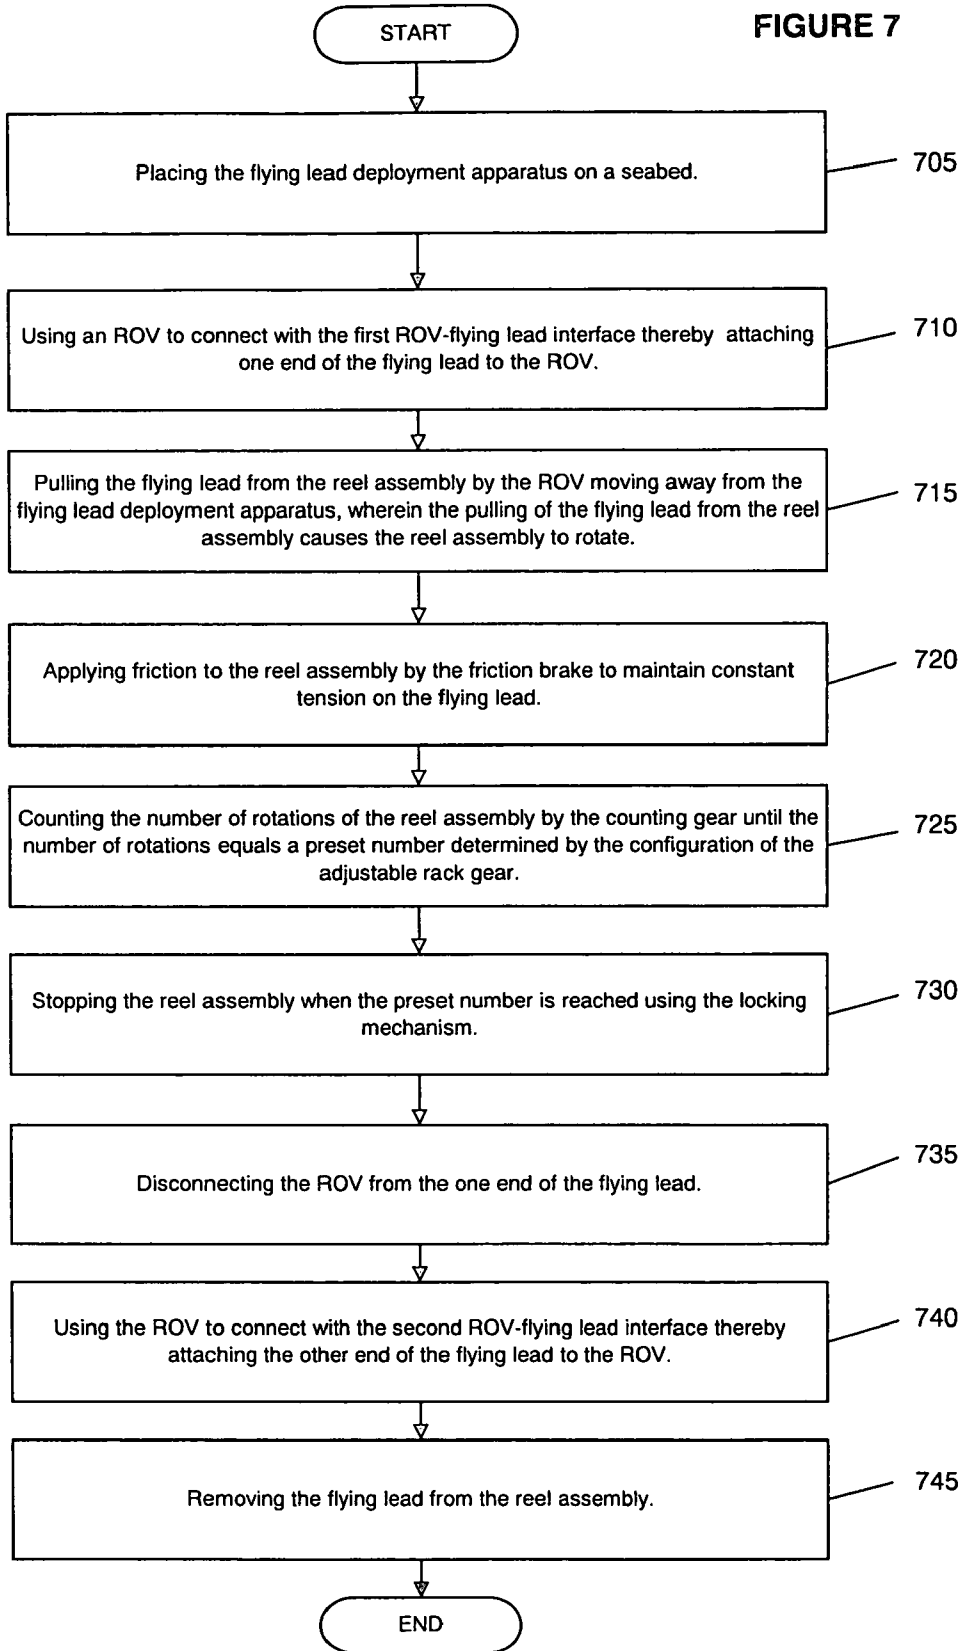 FIGURE 7
START
Placing the flying lead deployment apparatus on a seabed.
705
Using an ROV to connect with the first ROV-flying lead interface thereby attaching
one end of the flying lead to the ROV.
710
Pulling the flying lead from the reel assembly by the ROV moving away from the
flying lead deployment apparatus, wherein the pulling of the flying lead from the reel
assembly causes the reel assembly to rotate.
715
Applying friction to the reel assembly by the friction brake to maintain constant
tension on the flying lead.
720
Counting the number of rotations of the reel assembly by the counting gear until the
number of rotations equals a preset number determined by the configuration of the
adjustable rack gear.
725
Stopping the reel assembly when the preset number is reached using the locking
mechanism.
730
Disconnecting the ROV from the one end of the flying lead.
735
Using the ROV to connect with the second ROV-flying lead interface thereby
attaching the other end of the flying lead to the ROV.
740
Removing the flying lead from the reel assembly.
745
END